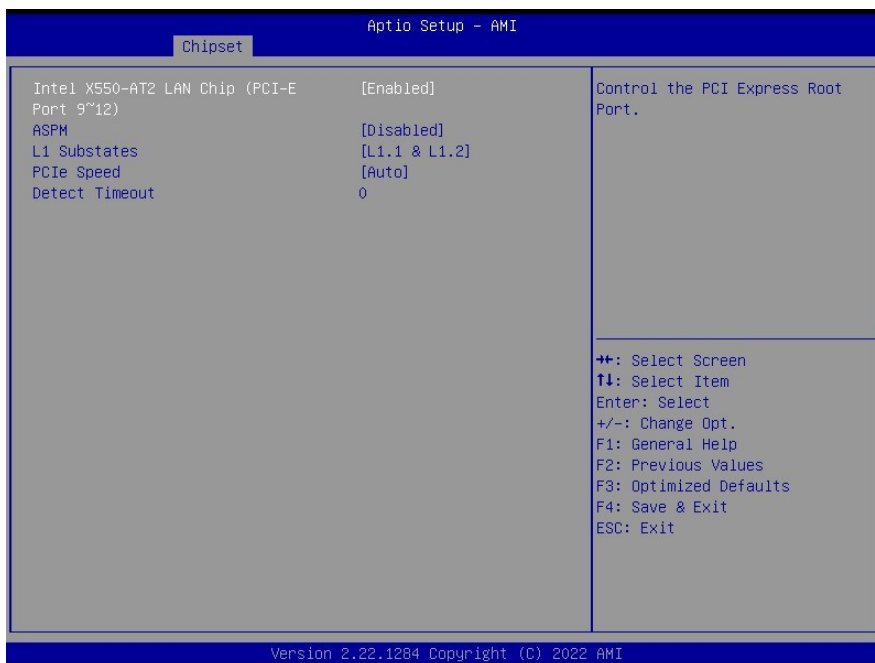 Aptio Setup - AMI
Chipset
Intel X550-AT2 LAN Chip (PCI-E [Enabled]
Port 9~12)
ASPM [Disabled]
L1 Substates [L1.1 & L1.2]
PCIe Speed [Auto]
Detect Timeout 0
Control the PCI Express Root
Port.
→←: Select Screen
↑↓: Select Item
Enter: Select
+/-: Change Opt.
F1: General Help
F2: Previous Values
F3: Optimized Defaults
F4: Save & Exit
ESC: Exit
Version 2.22.1284 Copyright (C) 2022 AMI